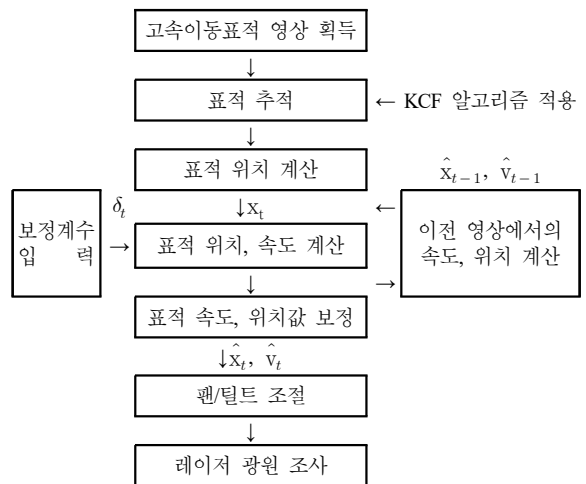 고속이동표적 영상 획득
↓
표적 추적
← KCF 알고리즘 적용
↓
표적 위치 계산
x̂ₜ₋₁, v̂ₜ₋₁
δₜ
↓xₜ
←
보정계수
입 력
→
표적 위치, 속도 계산
이전 영상에서의
속도, 위치 계산
↓
→
표적 속도, 위치값 보정
↓x̂ₜ, v̂ₜ
팬/틸트 조절
↓
레이저 광원 조사